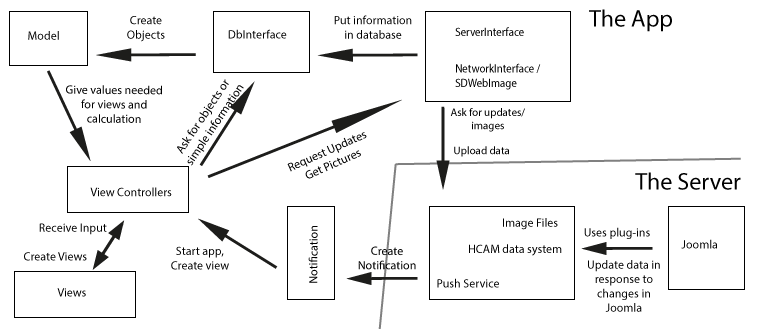 The App
Model
Create
Objects
DbInterface
Put information
in database
ServerInterface
NetworkInterface /
SDWebImage
Give values needed
for views and
calculation
Ask for objects or
simple information
Request Updates
Get Pictures
Ask for updates/
images
Upload data
The Server
View Controllers
Receive Input
Create Views
Views
Start app,
Create view
Notification
Create
Notification
Image Files
HCAM data system
Push Service
Uses plug-ins
Update data in
response to
changes in
Joomla
Joomla